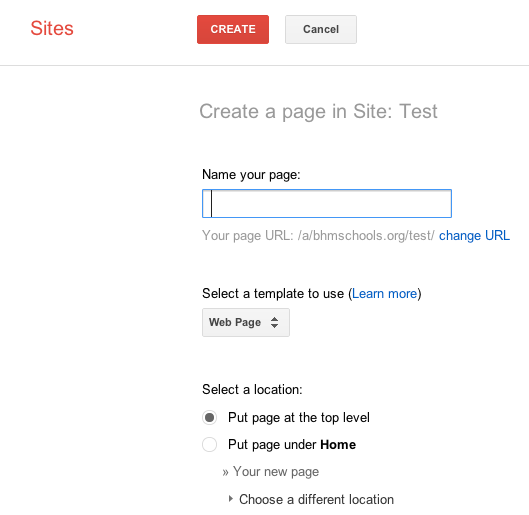 Sites
CREATE
Cancel
Create a page in Site: Test
Name your page:
Your page URL: /a/bhmschools.org/test/ change URL
Select a template to use (Learn more)
Web Page
Select a location:
Put page at the top level
Put page under Home
» Your new page
Choose a different location